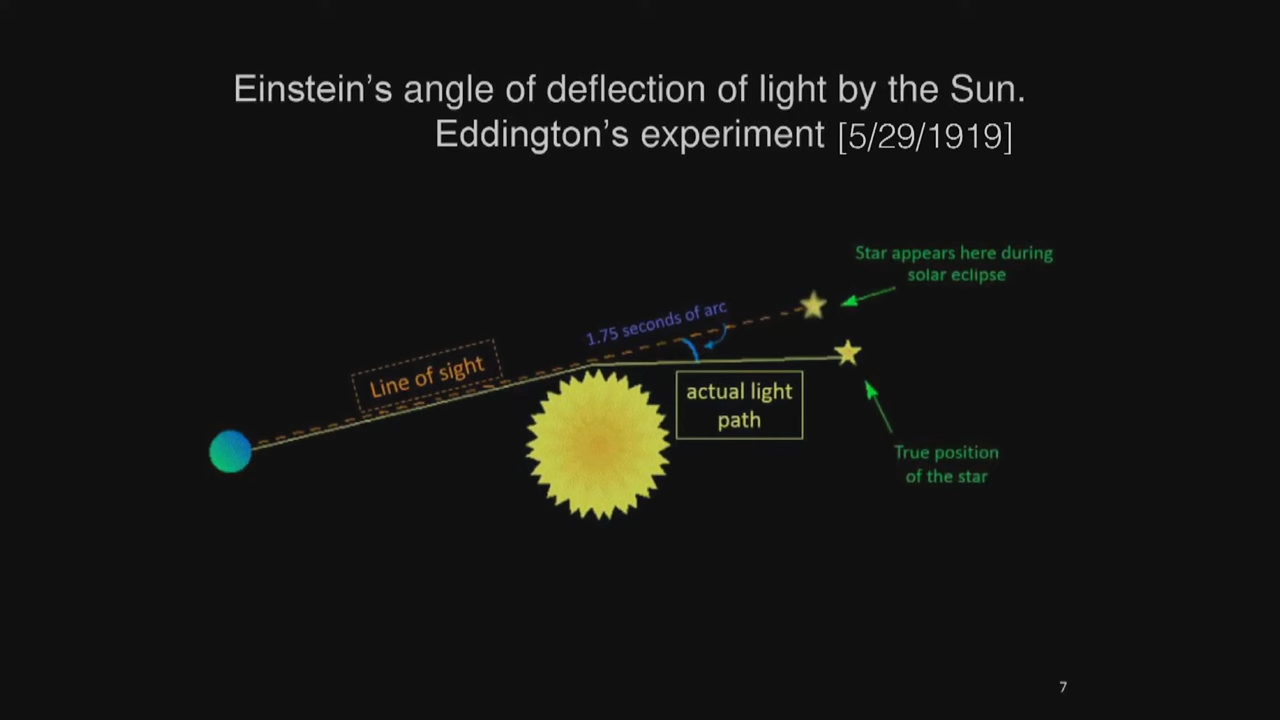 Einstein's angle of deflection of light by the Sun.
Eddington's experiment [5/29/1919]
Star appears here during
solar eclipse
1.75 seconds of arc
Line of sight
actual light
path
True position
of the star
7